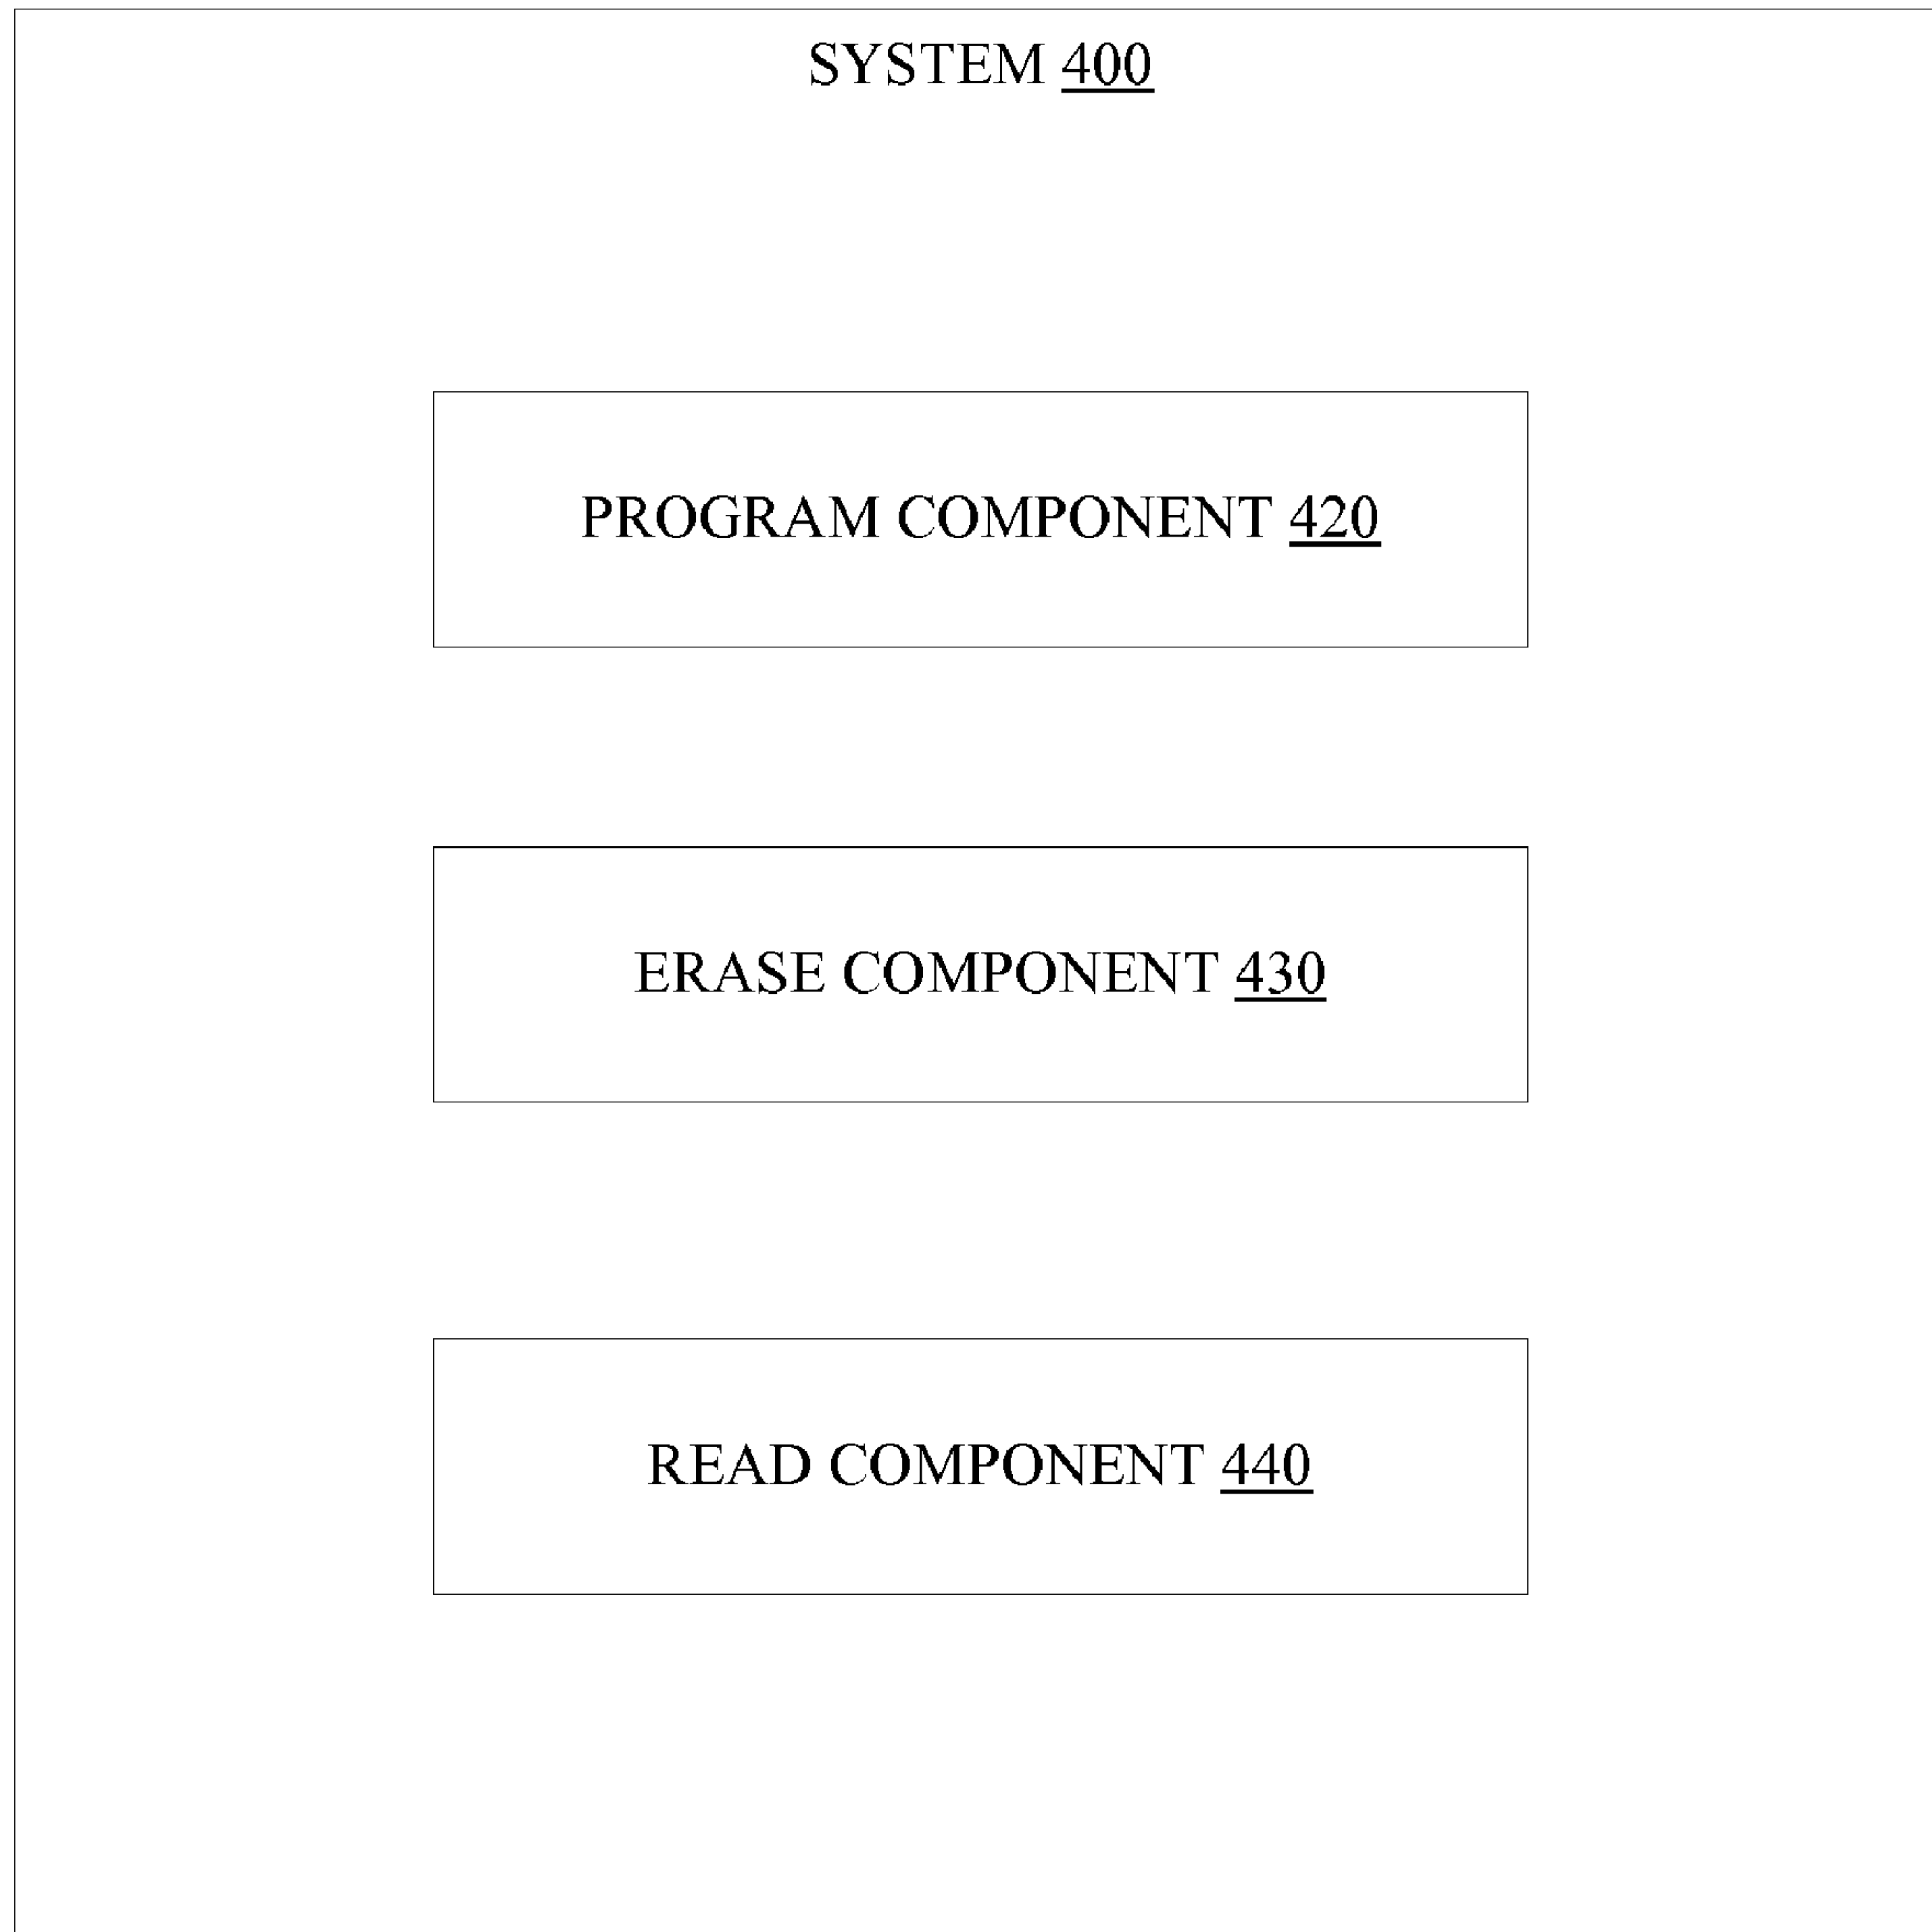 SYSTEM 400
PROGRAM COMPONENT 420
ERASE COMPONENT 430
READ COMPONENT 440